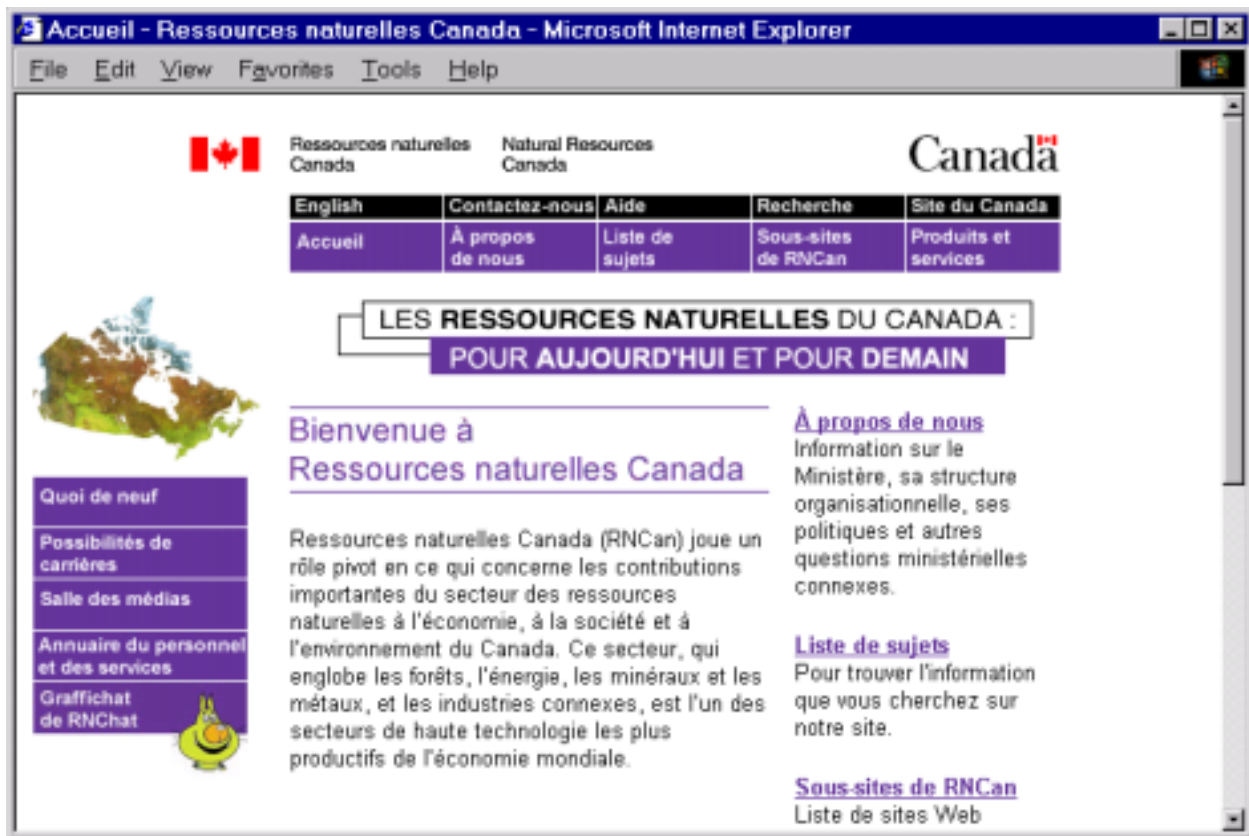 Accueil - Ressources naturelles Canada - Microsoft Internet Explorer
File Edit View Favorites Tools Help
Ressources naturelles
Canada
Natural Resources
Canada
Canada
English Contactez-nous Aide Recherche Site du Canada
Accueil
À propos
de nous
Liste de
sujets
Sous-sites
de RNCan
Produits et
services
LES RESSOURCES NATURELLES DU CANADA :
POUR AUJOURD'HUI ET POUR DEMAIN
Quoi de neuf
Possibilités de
carrières
Salle des médias
Annuaire du personnel
et des services
Graffichat
de RNChat
Bienvenue à
Ressources naturelles Canada
Ressources naturelles Canada (RNCan) joue un
rôle pivot en ce qui concerne les contributions
importantes du secteur des ressources
naturelles à l'économie, à la société et à
l'environnement du Canada. Ce secteur, qui
englobe les forêts, l'énergie, les minéraux et les
métaux, et les industries connexes, est l'un des
secteurs de haute technologie les plus
productifs de l'économie mondiale.
À propos de nous
Information sur le
Ministère, sa structure
organisationnelle, ses
politiques et autres
questions ministérielles
connexes.
Liste de sujets
Pour trouver l'information
que vous cherchez sur
notre site.
Sous-sites de RNCan
Liste de sites Web